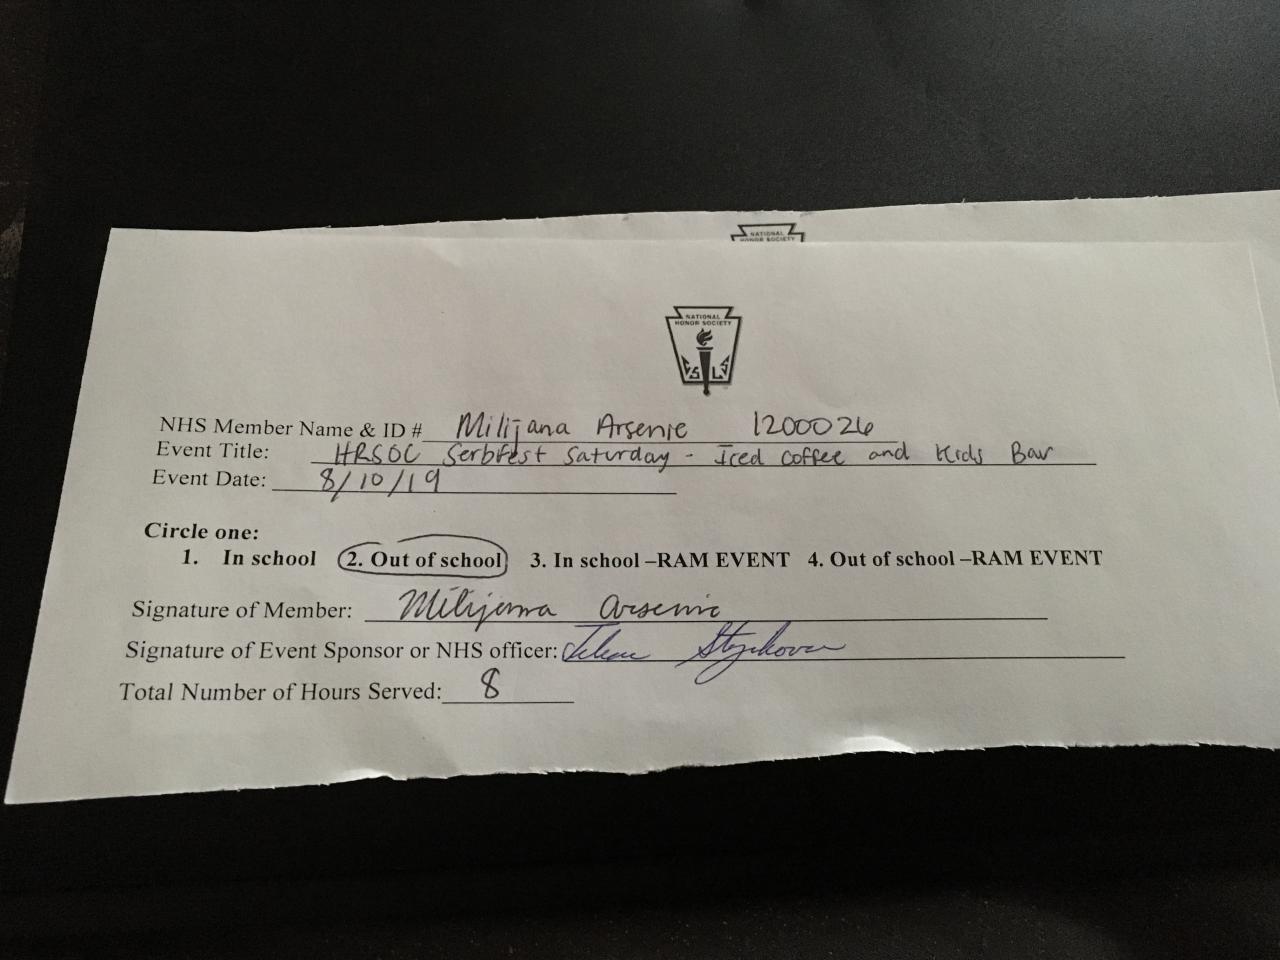 NATIONAL
HONOR SOCIETY
NATIONAL
HONOR SOCIETY
C S L S
NHS Member Name & ID # Milijana Arsenic 1200026
Event Title: HRSOC Serbfest Saturday - Iced Coffee and Kids Bar
Event Date: 8/10/19
Circle one:
1. In school 2. Out of school 3. In school –RAM EVENT 4. Out of school –RAM EVENT
Signature of Member: Milijana Arsenic
Signature of Event Sponsor or NHS officer:
Total Number of Hours Served: 8